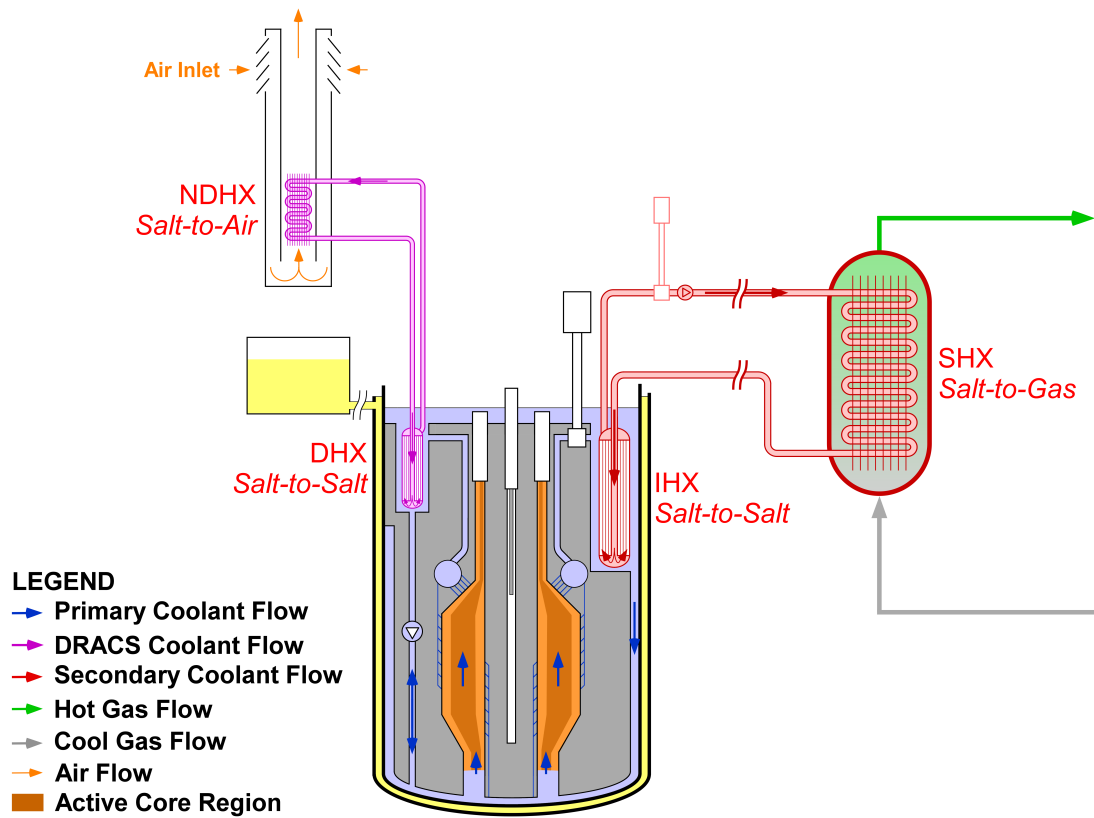 Air Inlet
NDHX
Salt-to-Air
SHX
Salt-to-Gas
DHX
Salt-to-Salt
IHX
Salt-to-Salt
LEGEND
Primary Coolant Flow
DRACS Coolant Flow
Secondary Coolant Flow
Hot Gas Flow
Cool Gas Flow
Air Flow
Active Core Region